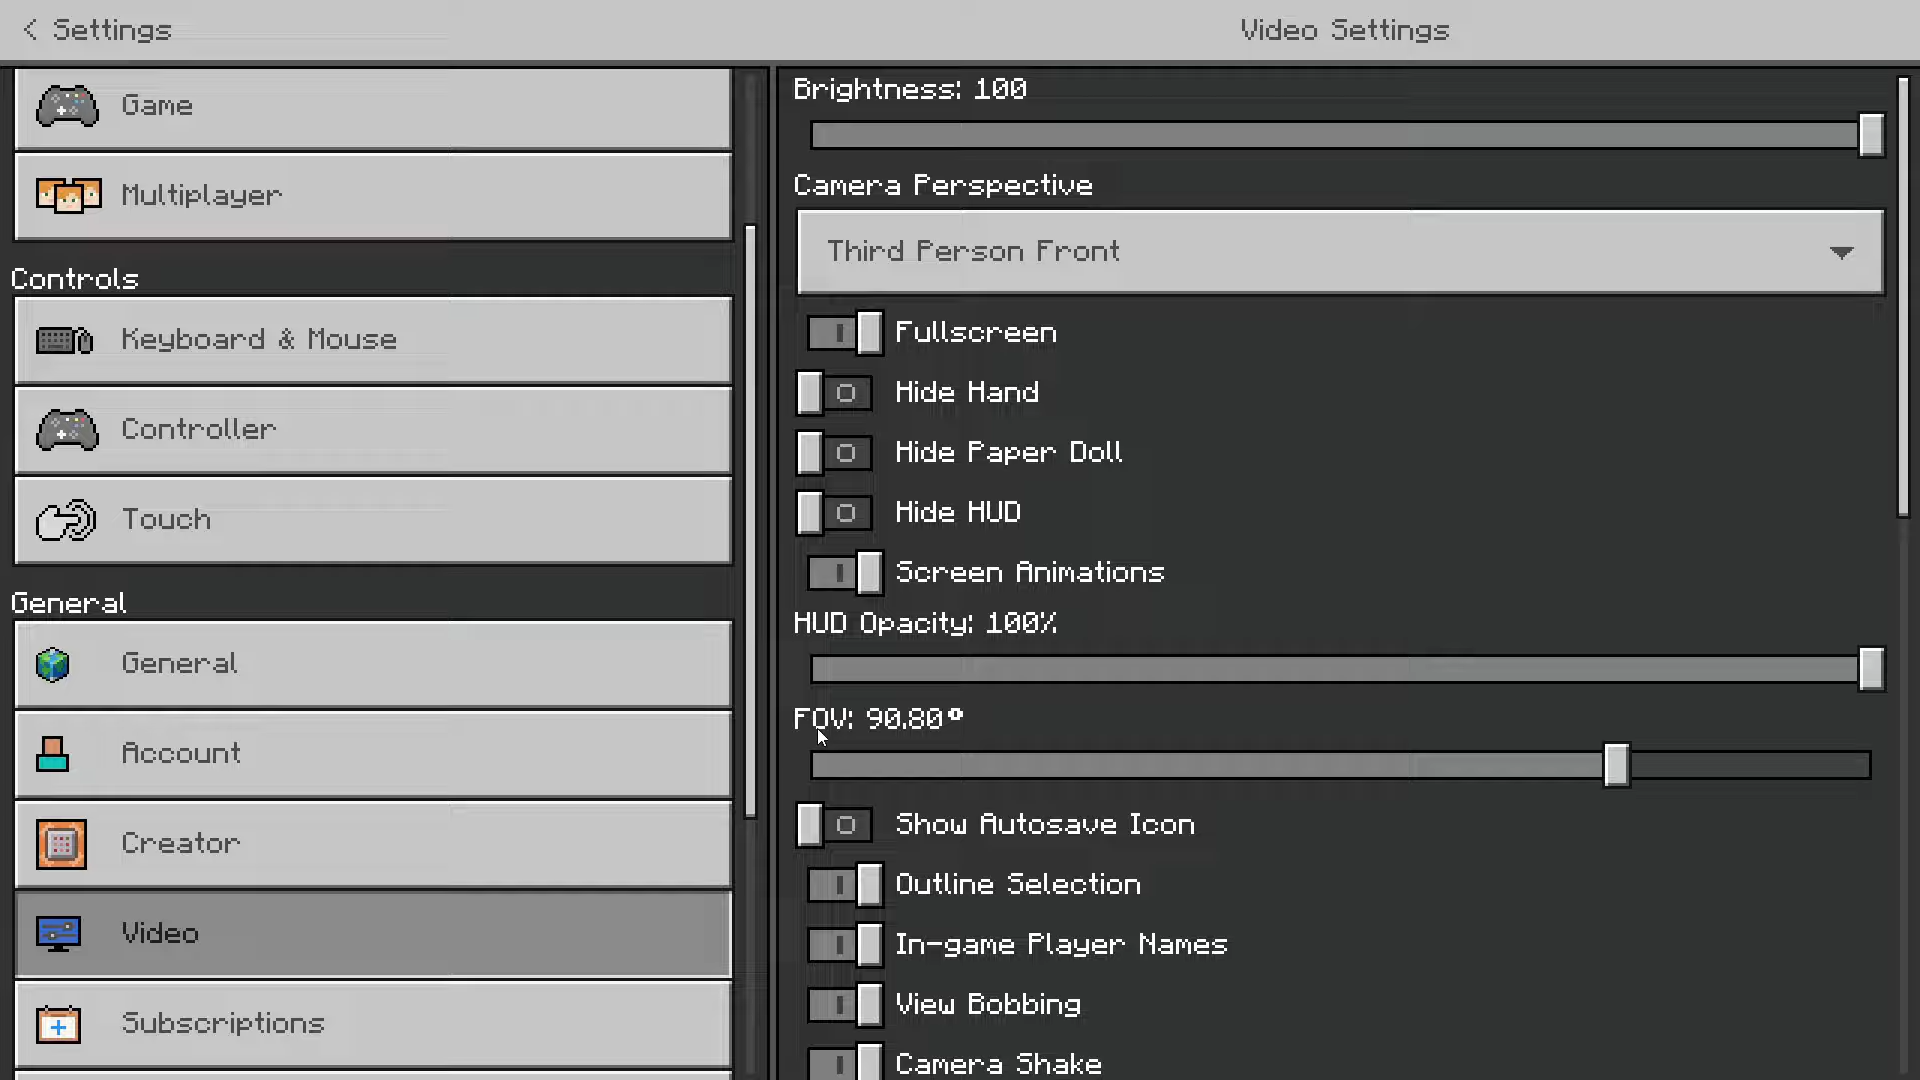 Settings
Video Settings
Game
Multiplayer
Controls
Keyboard & Mouse
Controller
Touch
General
General
Account
Creator
Video
Subscriptions
Brightness: 100
Camera Perspective
Third Person Front
Fullscreen
Hide Hand
Hide Paper Doll
Hide HUD
Screen Animations
HUD Opacity: 100%
FOV: 90.80°
Show Autosave Icon
Outline Selection
In-game Player Names
View Bobbing
Camera Shake